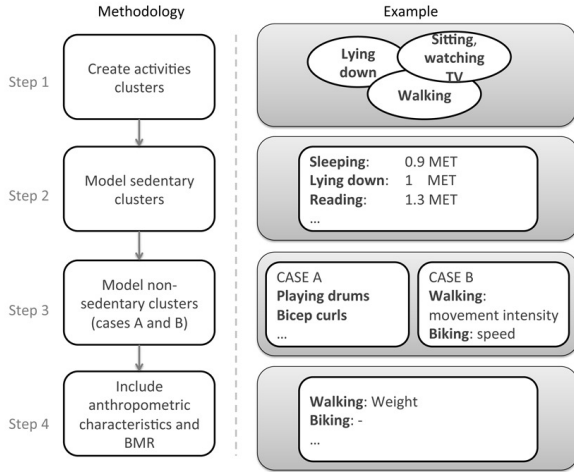 Methodology
Example
Step 1
Create activities
clusters
Lying
down
Sitting,
watching
TV
Walking
Step 2
Model sedentary
clusters
Sleeping: 0.9 MET
Lying down: 1 MET
Reading: 1.3 MET
...
Step 3
Model non-
sedentary clusters
(cases A and B)
CASE A
Playing drums
Bicep curls
...
CASE B
Walking:
movement intensity
Biking: speed
Step 4
Include
anthropometric
characteristics and
BMR
Walking: Weight
Biking: -
...